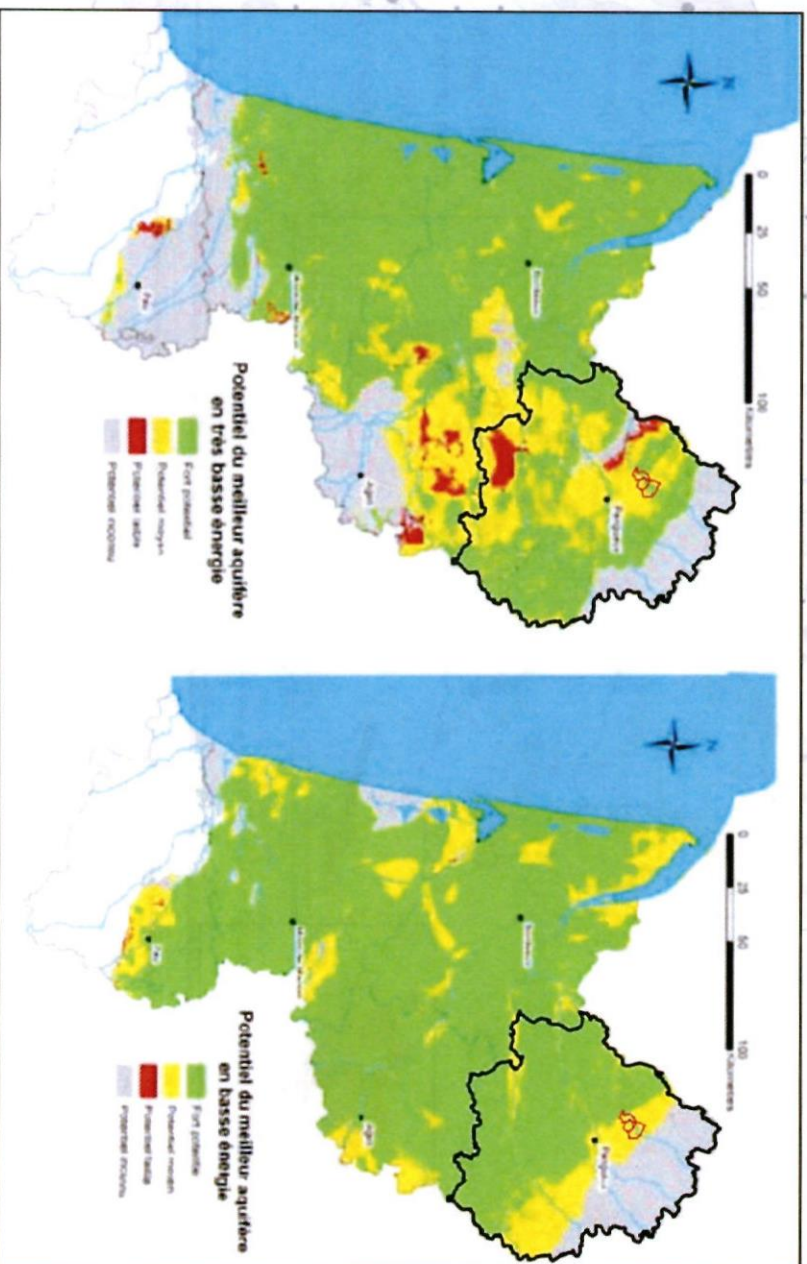 N
0 25 50 100
Kilomètres
Bordeaux
Périgueux
Mont-de-Marsan
Agen
Pau
Potentiel du meilleur aquifère
en très basse énergie
Fort potentiel
Potentiel moyen
Potentiel faible
Potentiel inconnu
N
0 25 50 100
Kilomètres
Bordeaux
Périgueux
Mont-de-Marsan
Agen
Pau
Potentiel du meilleur aquifère
en basse énergie
Fort potentiel
Potentiel moyen
Potentiel faible
Potentiel inconnu